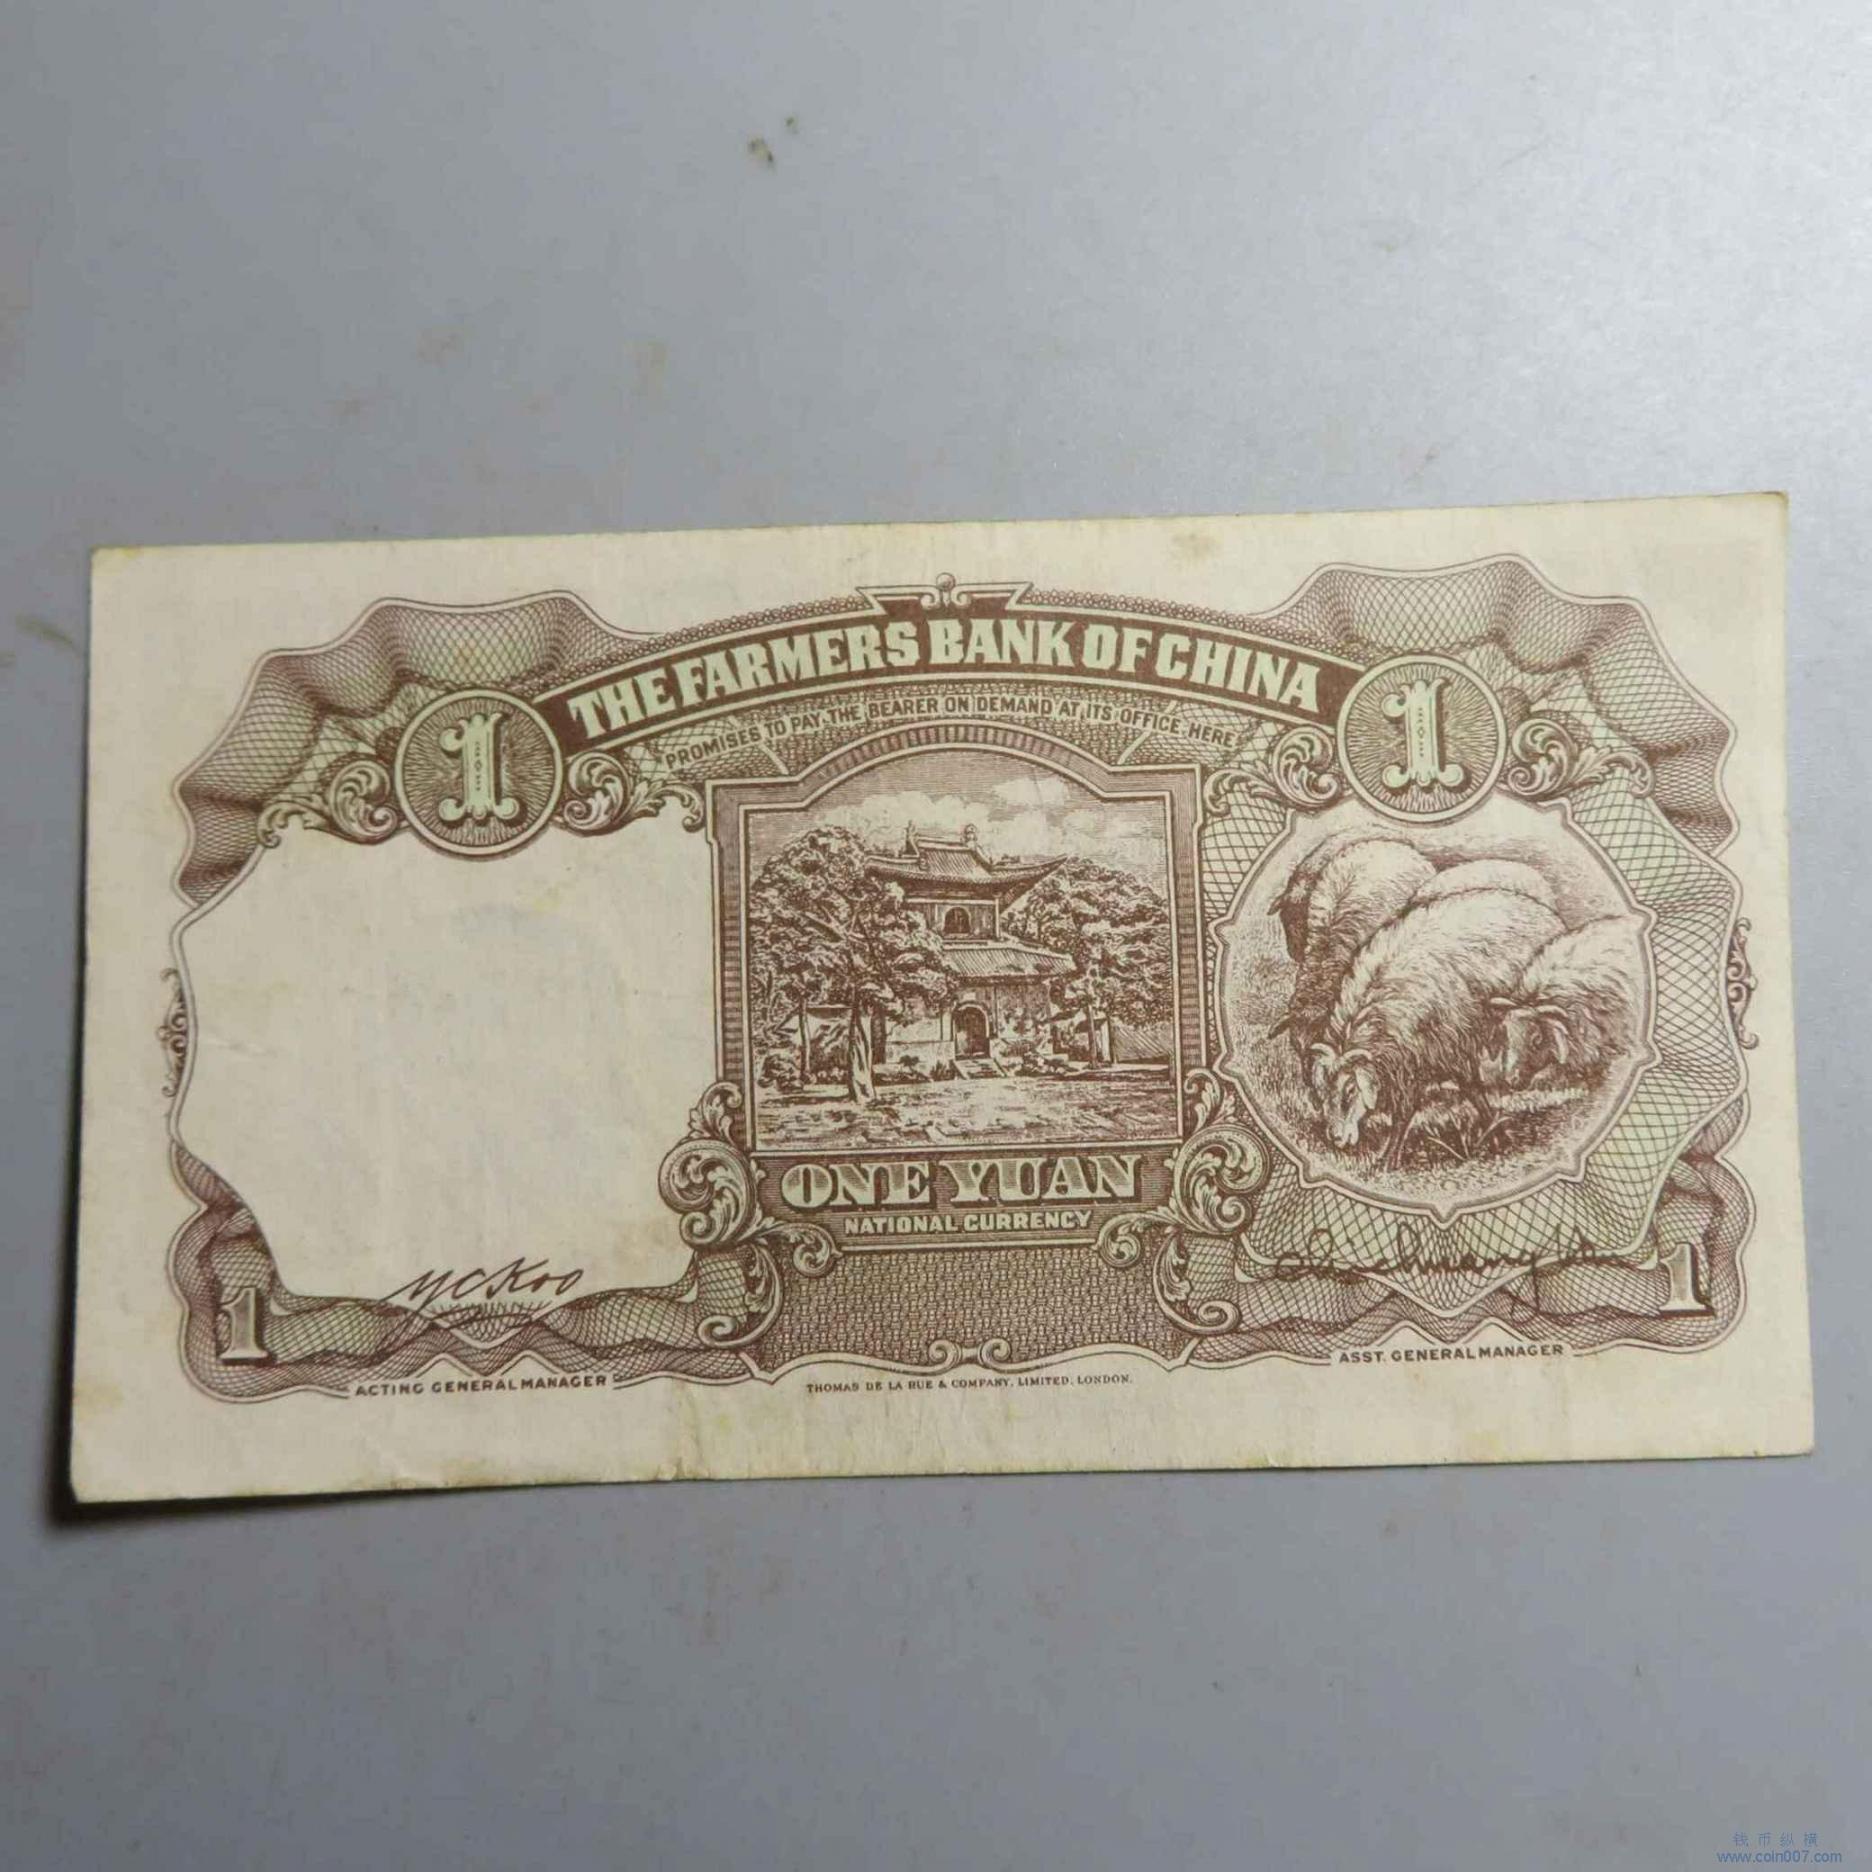 THE FARMERS BANK OF CHINA
PROMISES TO PAY THE BEARER ON DEMAND AT ITS OFFICE HERE
1
1
ONE YUAN
NATIONAL CURRENCY
Y C Koo
1
1
ACTING GENERAL MANAGER
THOMAS DE LA RUE & COMPANY, LIMITED, LONDON.
ASST. GENERAL MANAGER
钱币纵横
www.coin007.com